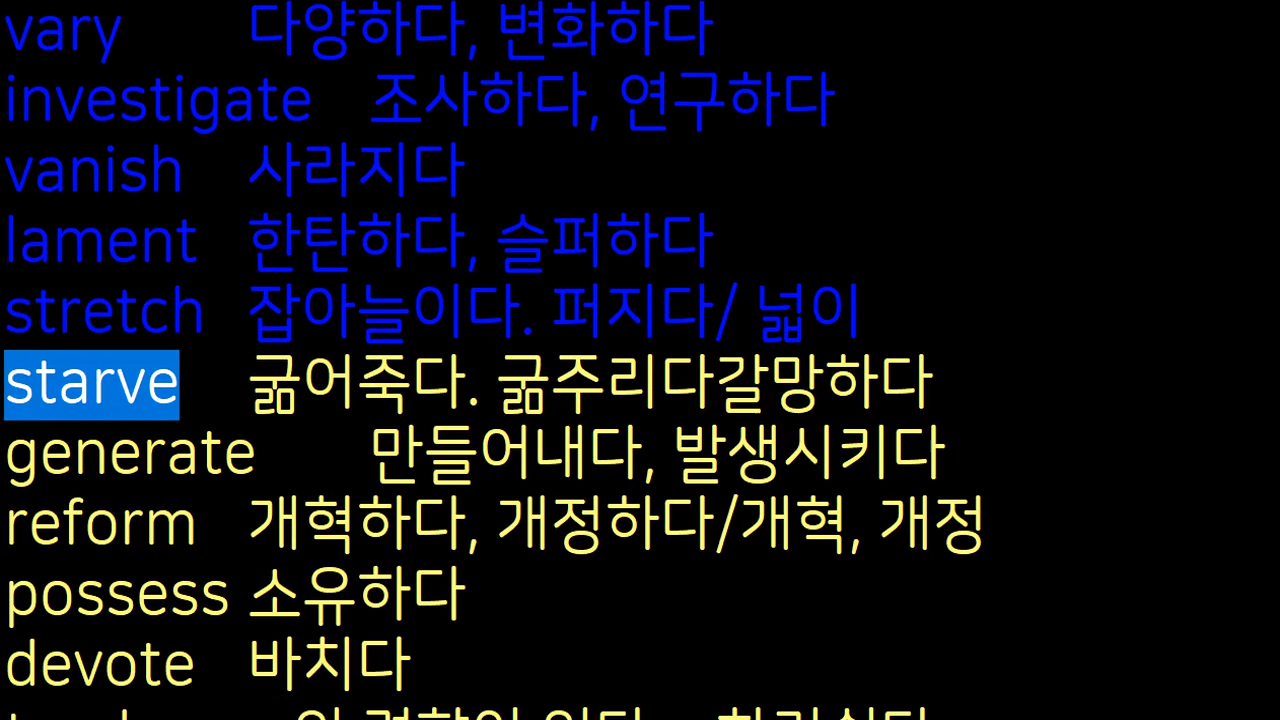 vary 다양하다, 변화하다
investigate 조사하다, 연구하다
vanish 사라지다
lament 한탄하다, 슬퍼하다
stretch 잡아늘이다. 퍼지다/ 넓이
starve 굶어죽다. 굶주리다갈망하다
generate 만들어내다, 발생시키다
reform 개혁하다, 개정하다/개혁, 개정
possess 소유하다
devote 바치다